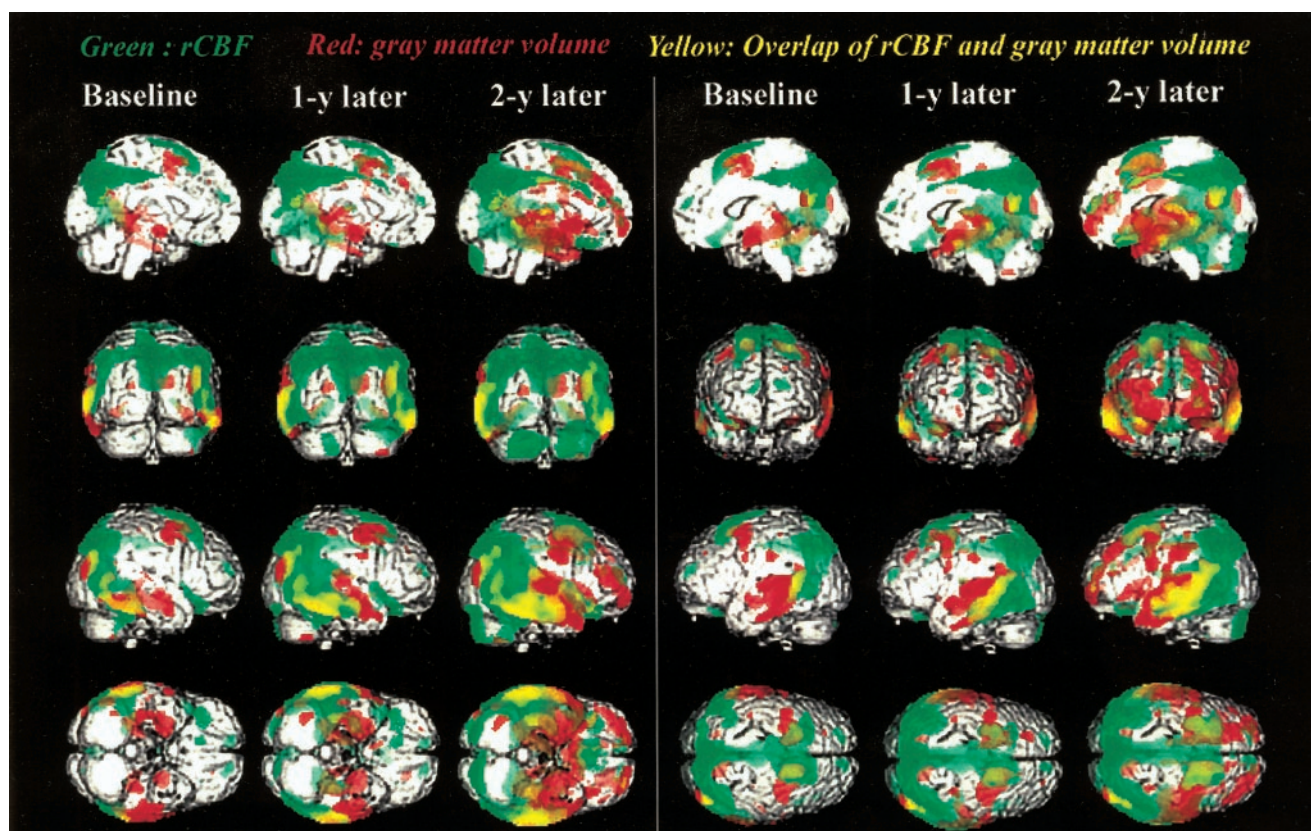 Green : rCBF Red: gray matter volume Yellow: Overlap of rCBF and gray matter volume
Baseline 1-y later 2-y later Baseline 1-y later 2-y later